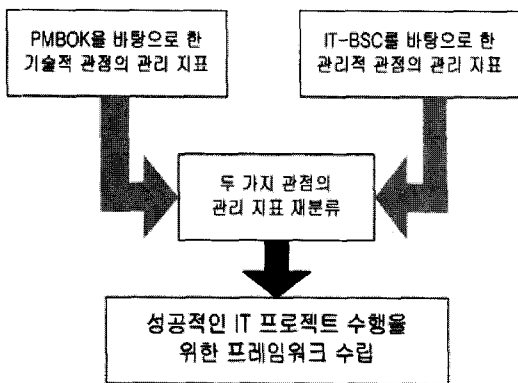 PMBOK을 바탕으로 한
기술적 관점의 관리 지표
IT-BSC를 바탕으로 한
관리적 관점의 관리 지표
두 가지 관점의
관리 지표 재분류
성공적인 IT 프로젝트 수행을
위한 프레임워크 수립